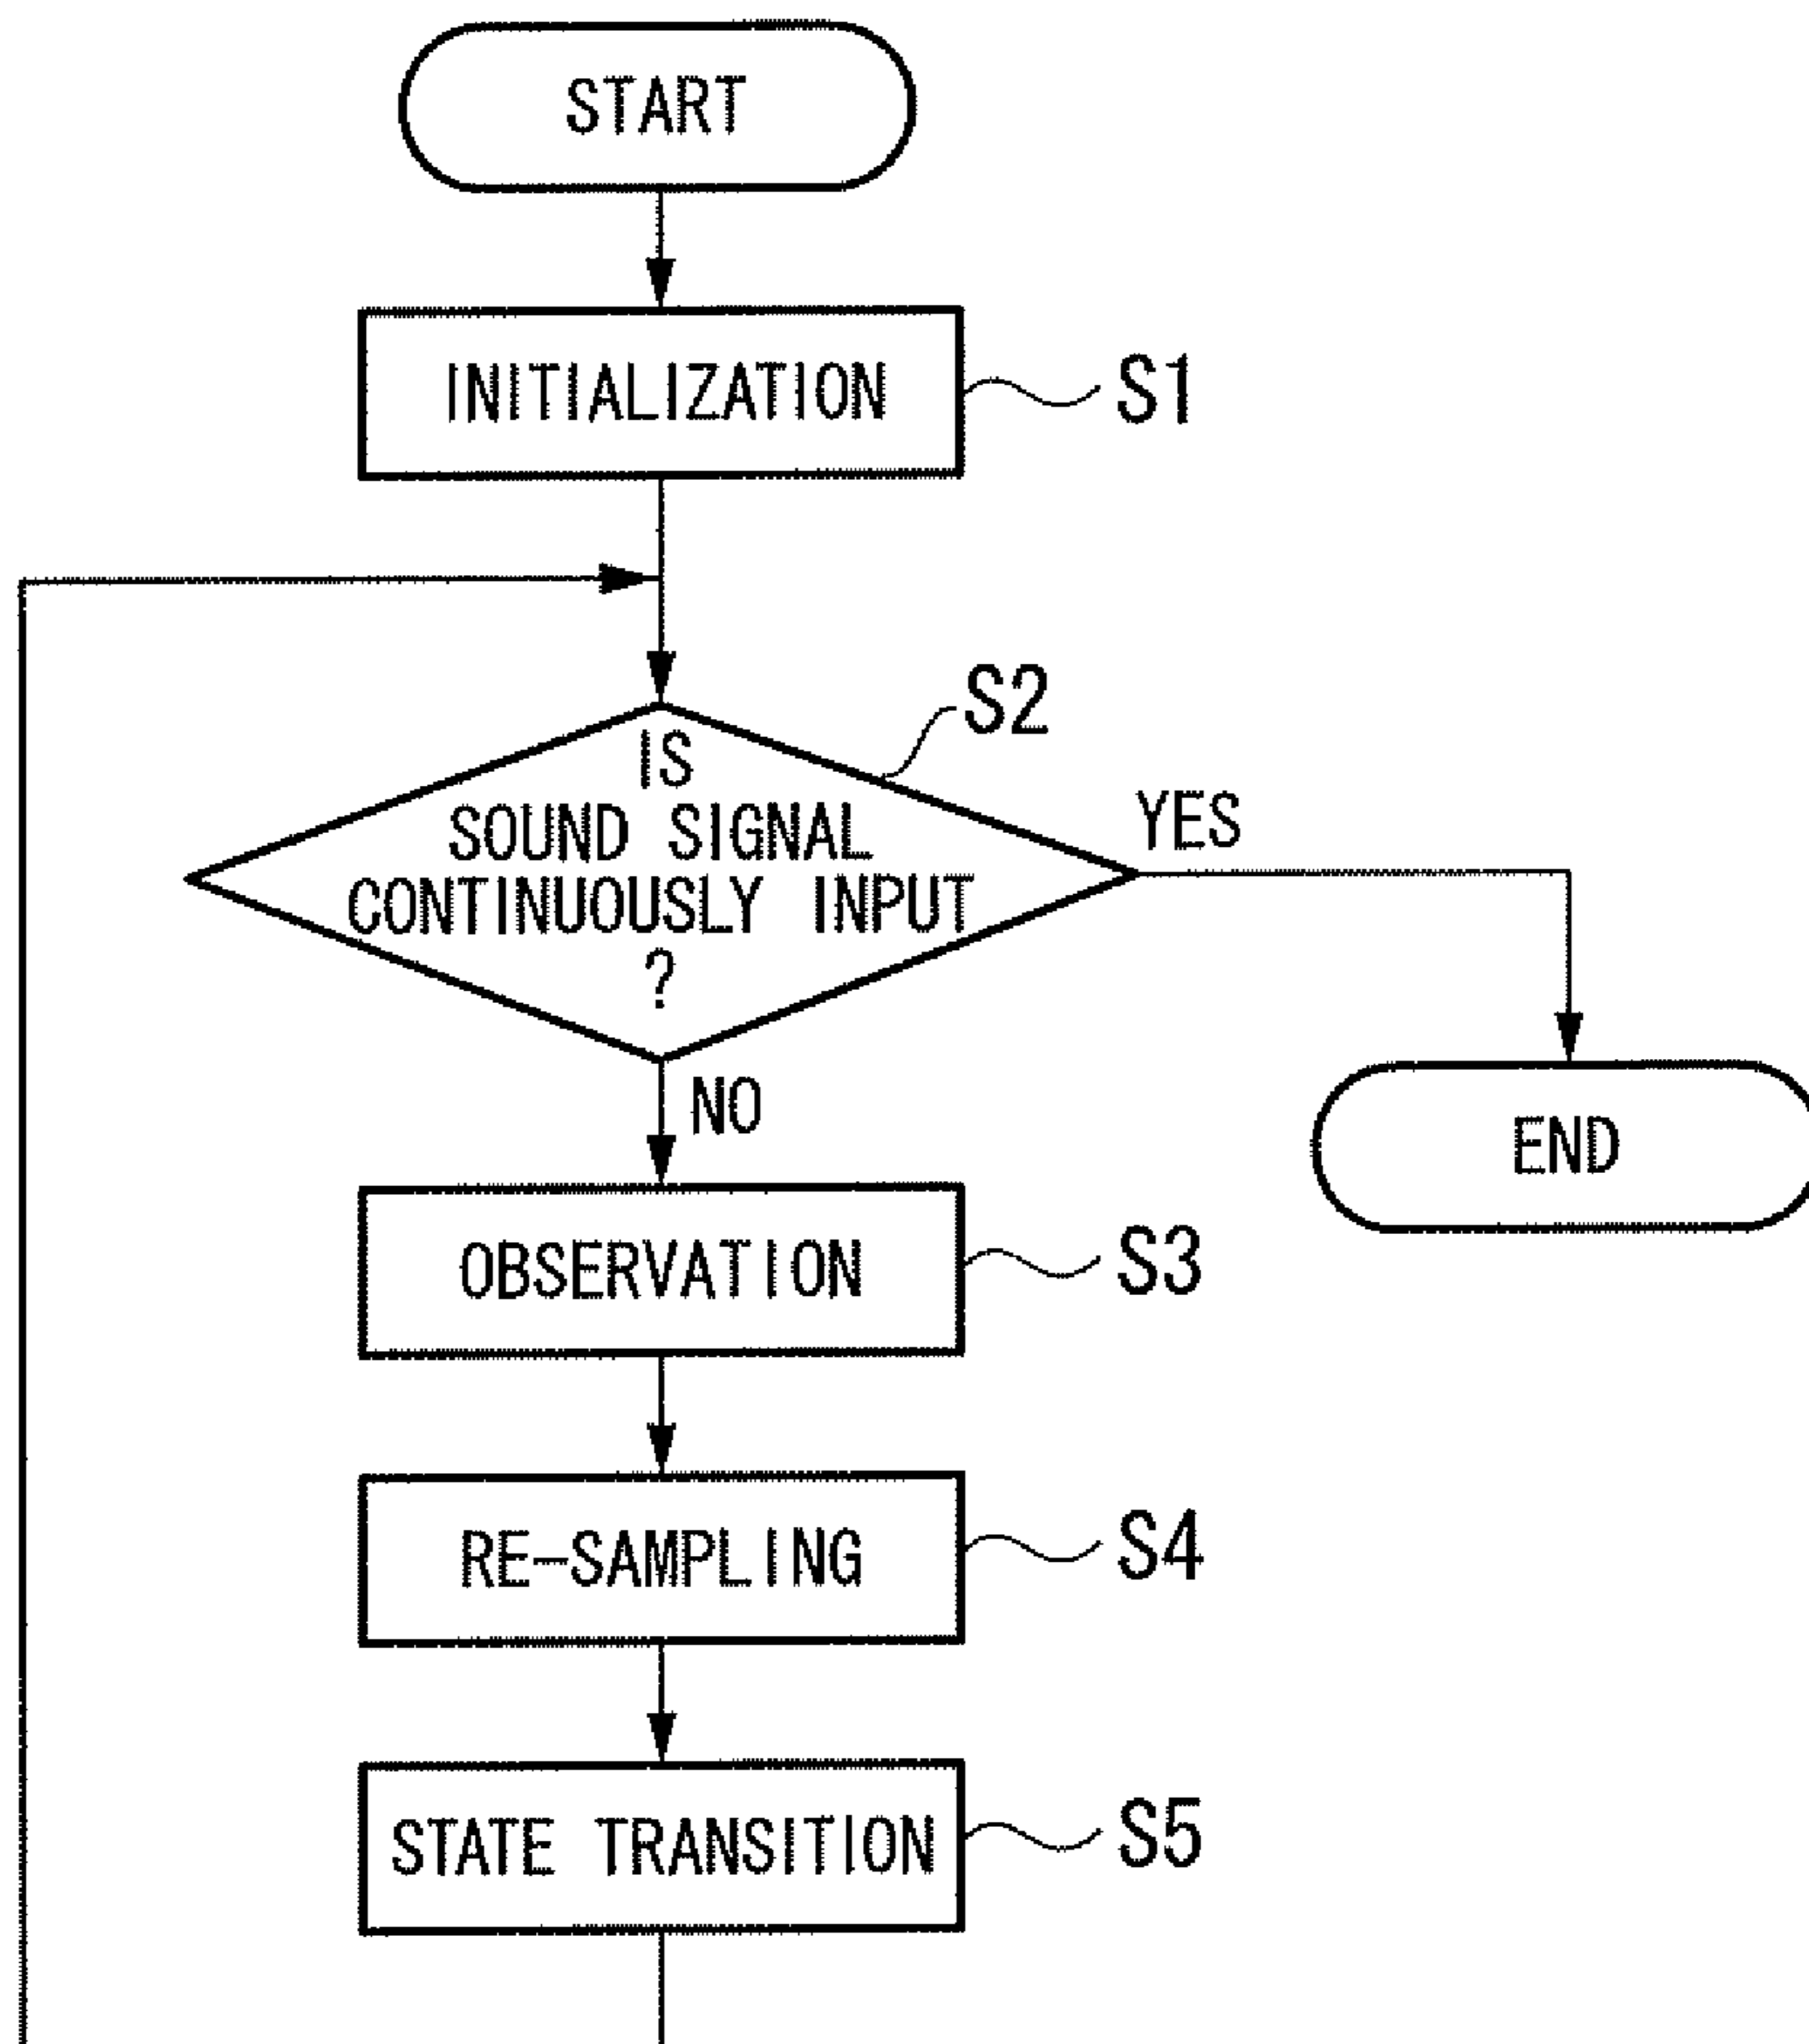 START
INITIALIZATION
S1
S2
IS
SOUND SIGNAL
CONTINUOUSLY INPUT
?
YES
NO
END
OBSERVATION
S3
RE-SAMPLING
S4
STATE TRANSITION
S5